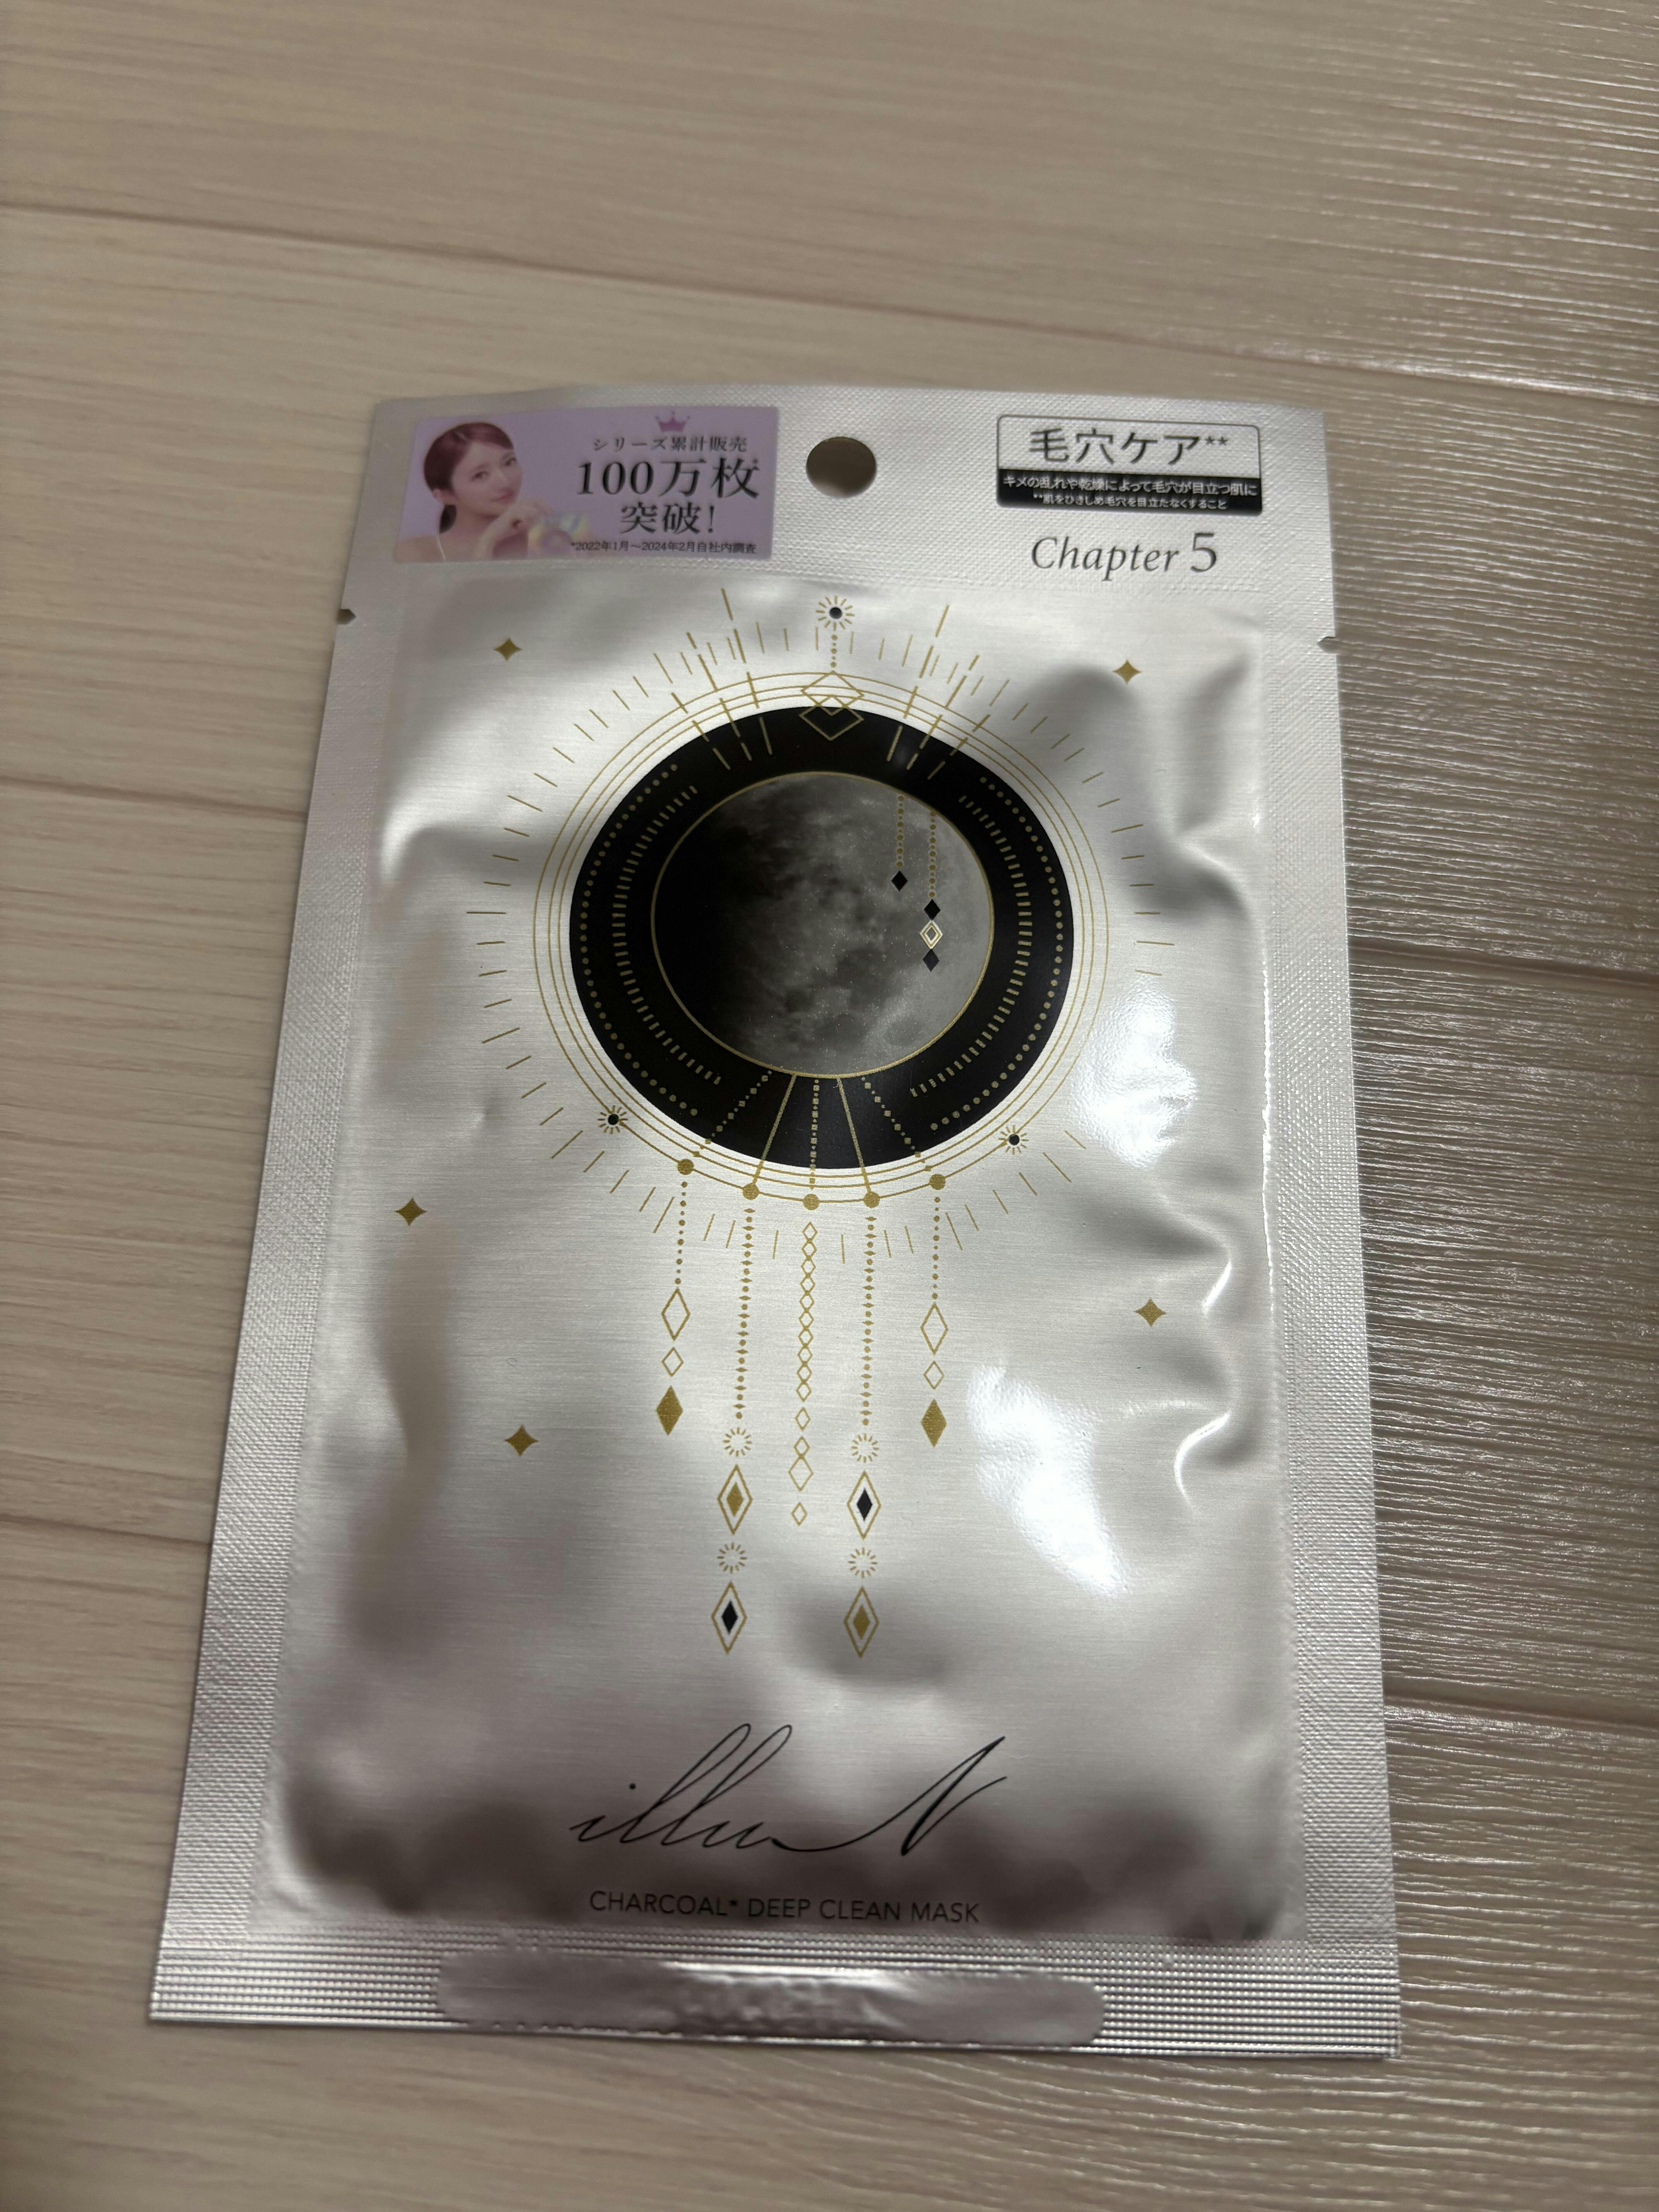 シリーズ累計販売
100万枚*
突破!
*2022年1月〜2024年2月自社内調査
毛穴ケア**
キメの乱れや乾燥によって毛穴が目立つ肌に
**肌をひきしめ毛穴を目立たなくすること
Chapter 5
illuN
CHARCOAL* DEEP CLEAN MASK